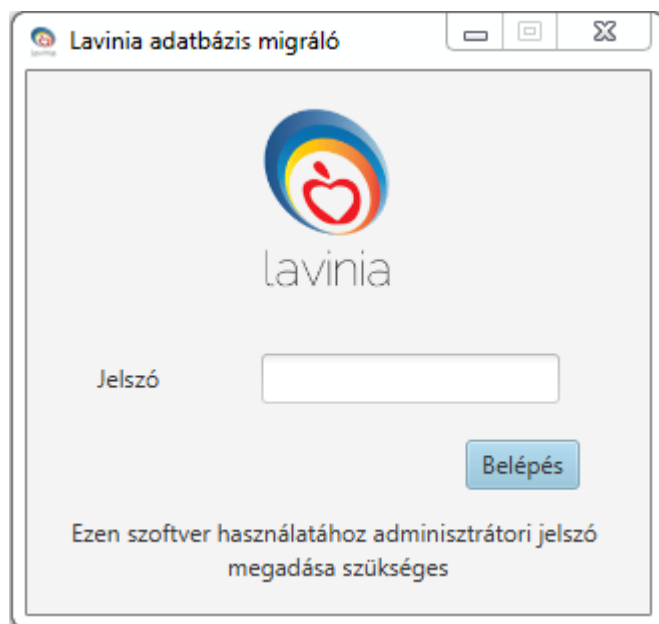 Lavinia adatbázis migráló
lavinia
Jelszó
Belépés
Ezen szoftver használatához adminisztrátori jelszó
megadása szükséges